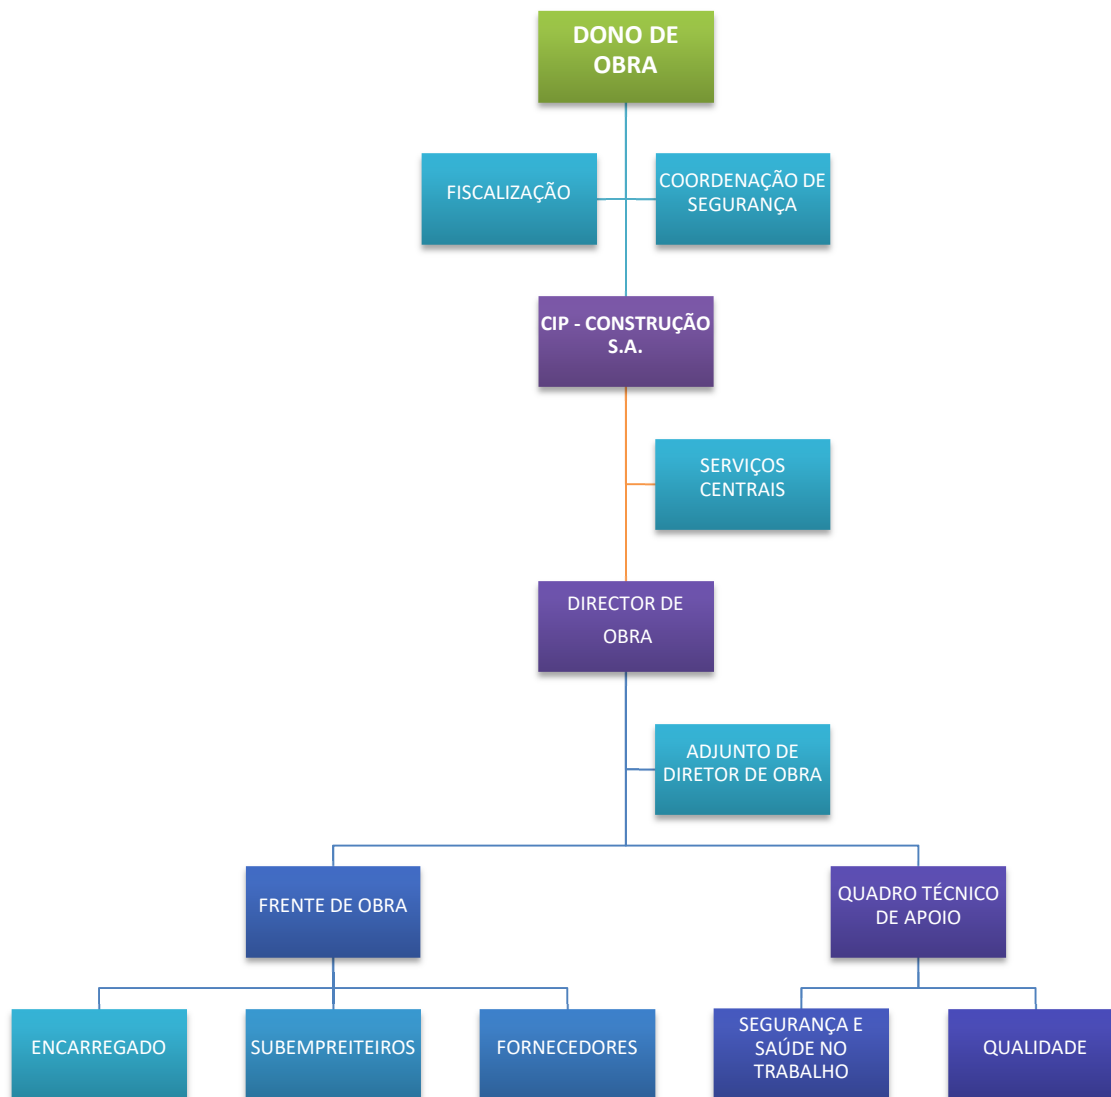 DONO DE
OBRA
FISCALIZAÇÃO
COORDENAÇÃO DE
SEGURANÇA
CIP - CONSTRUÇÃO
S.A.
SERVIÇOS
CENTRAIS
DIRECTOR DE
OBRA
ADJUNTO DE
DIRETOR DE OBRA
FRENTE DE OBRA
QUADRO TÉCNICO
DE APOIO
ENCARREGADO
SUBEMPREITEIROS
FORNECEDORES
SEGURANÇA E
SAÚDE NO
TRABALHO
QUALIDADE